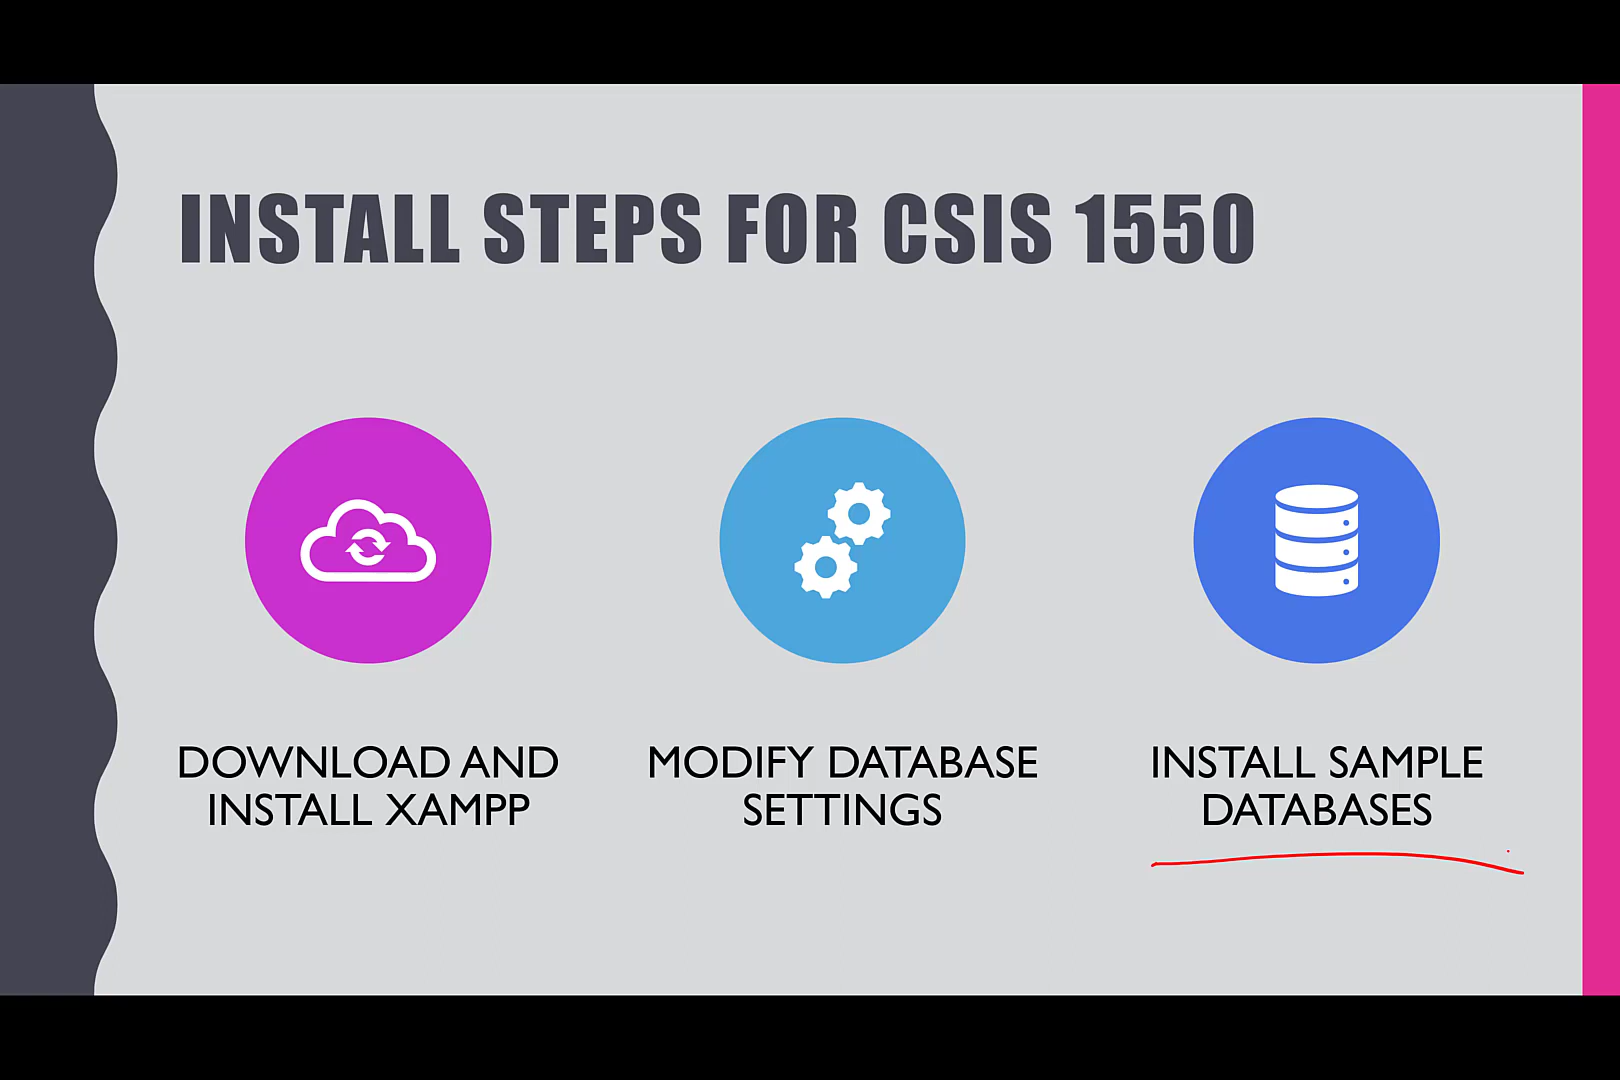 INSTALL STEPS FOR CSIS 1550
DOWNLOAD AND
INSTALL XAMPP
MODIFY DATABASE
SETTINGS
INSTALL SAMPLE
DATABASES